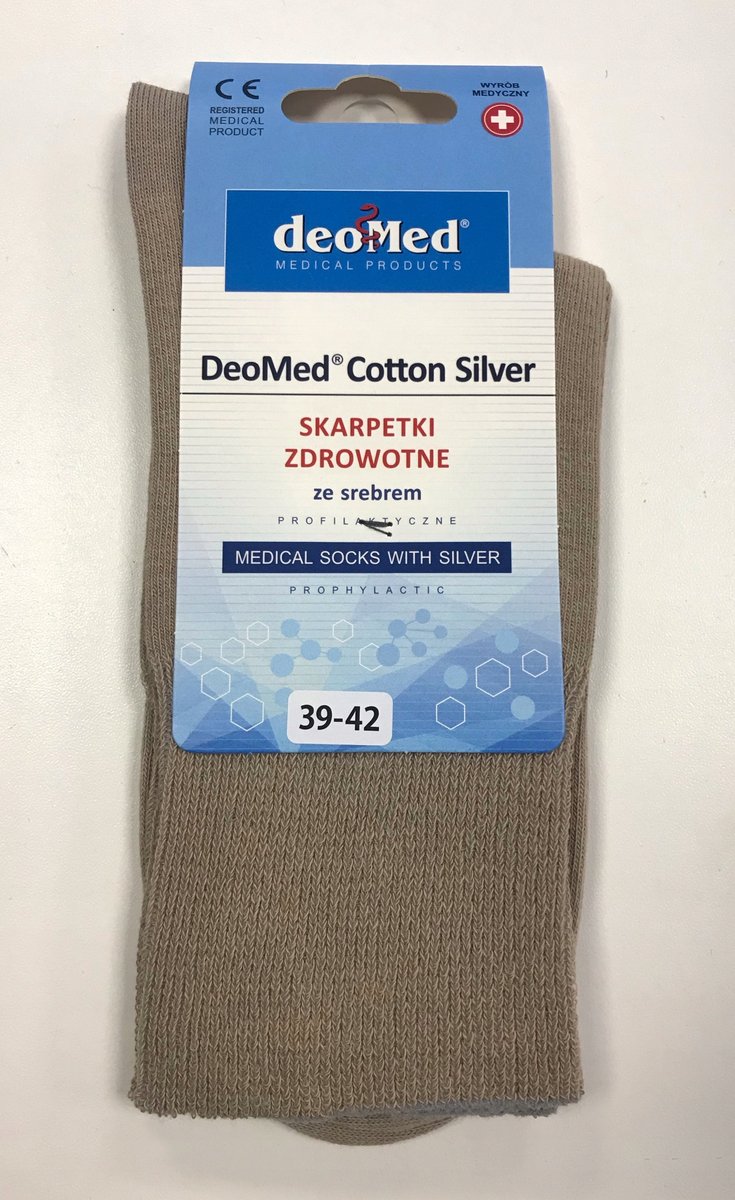 CE
REGISTERED
MEDICAL
PRODUCT
WYRÓB
MEDYCZNY
deoMed®
MEDICAL PRODUCTS
DeoMed® Cotton Silver
SKARPETKI
ZDROWOTNE
ze srebrem
PROFILAKTYCZNE
MEDICAL SOCKS WITH SILVER
PROPHYLACTIC
39-42